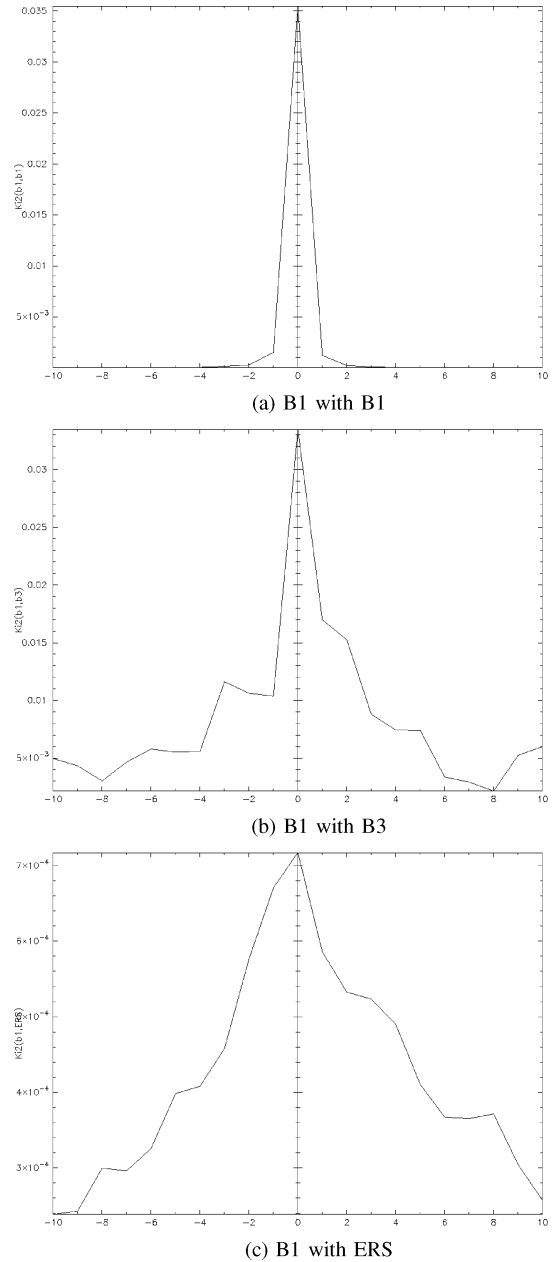 0.035
0.03
0.025
0.02
0.015
0.01
5×10⁻³
Ki2(b1,b1)
−10 −8 −6 −4 −2 0 2 4 6 8 10
(a) B1 with B1
0.03
0.025
0.02
0.015
0.01
5×10⁻³
Ki2(b1,b3)
−10 −8 −6 −4 −2 0 2 4 6 8 10
(b) B1 with B3
7×10⁻⁴
6×10⁻⁴
5×10⁻⁴
4×10⁻⁴
3×10⁻⁴
Ki2(b1,ERS)
−10 −8 −6 −4 −2 0 2 4 6 8 10
(c) B1 with ERS